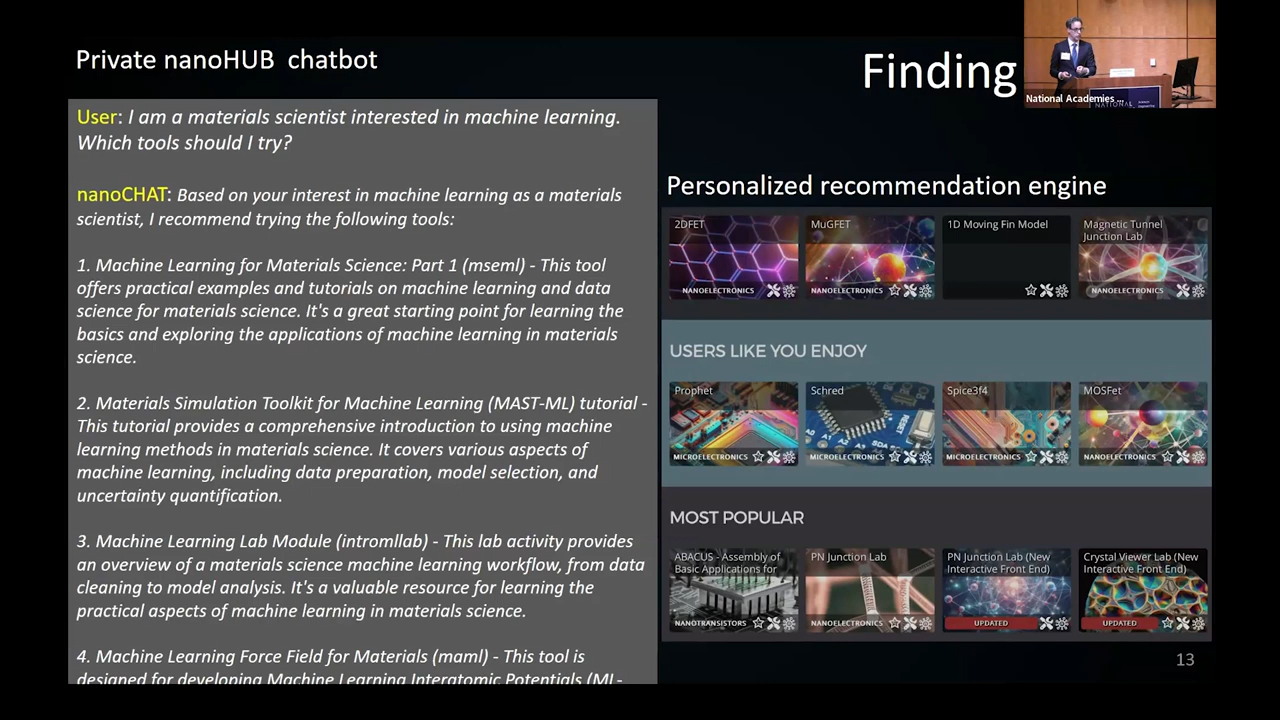 Private nanoHUB chatbot
Finding
National Academies ...
User: I am a materials scientist interested in machine learning.
Which tools should I try?
nanoCHAT: Based on your interest in machine learning as a materials
scientist, I recommend trying the following tools:
1. Machine Learning for Materials Science: Part 1 (mseml) - This tool
offers practical examples and tutorials on machine learning and data
science for materials science. It's a great starting point for learning the
basics and exploring the applications of machine learning in materials
science.
2. Materials Simulation Toolkit for Machine Learning (MAST-ML) tutorial -
This tutorial provides a comprehensive introduction to using machine
learning methods in materials science. It covers various aspects of
machine learning, including data preparation, model selection, and
uncertainty quantification.
3. Machine Learning Lab Module (intromllab) - This lab activity provides
an overview of a materials science machine learning workflow, from data
cleaning to model analysis. It's a valuable resource for learning the
practical aspects of machine learning in materials science.
4. Machine Learning Force Field for Materials (maml) - This tool is
designed for developing Machine Learning Interatomic Potentials (ML-
Personalized recommendation engine
2DFET
MuGFET
1D Moving Fin Model
Magnetic Tunnel
Junction Lab
NANOELECTRONICS
NANOELECTRONICS
NANOELECTRONICS
USERS LIKE YOU ENJOY
Prophet
Schred
Spice3f4
MOSFet
MICROELECTRONICS
MICROELECTRONICS
MICROELECTRONICS
NANOELECTRONICS
MOST POPULAR
ABACUS - Assembly of
Basic Applications for
PN Junction Lab
PN Junction Lab (New
Interactive Front End)
Crystal Viewer Lab (New
Interactive Front End)
NANOTRANSISTORS
NANOELECTRONICS
UPDATED
UPDATED
13